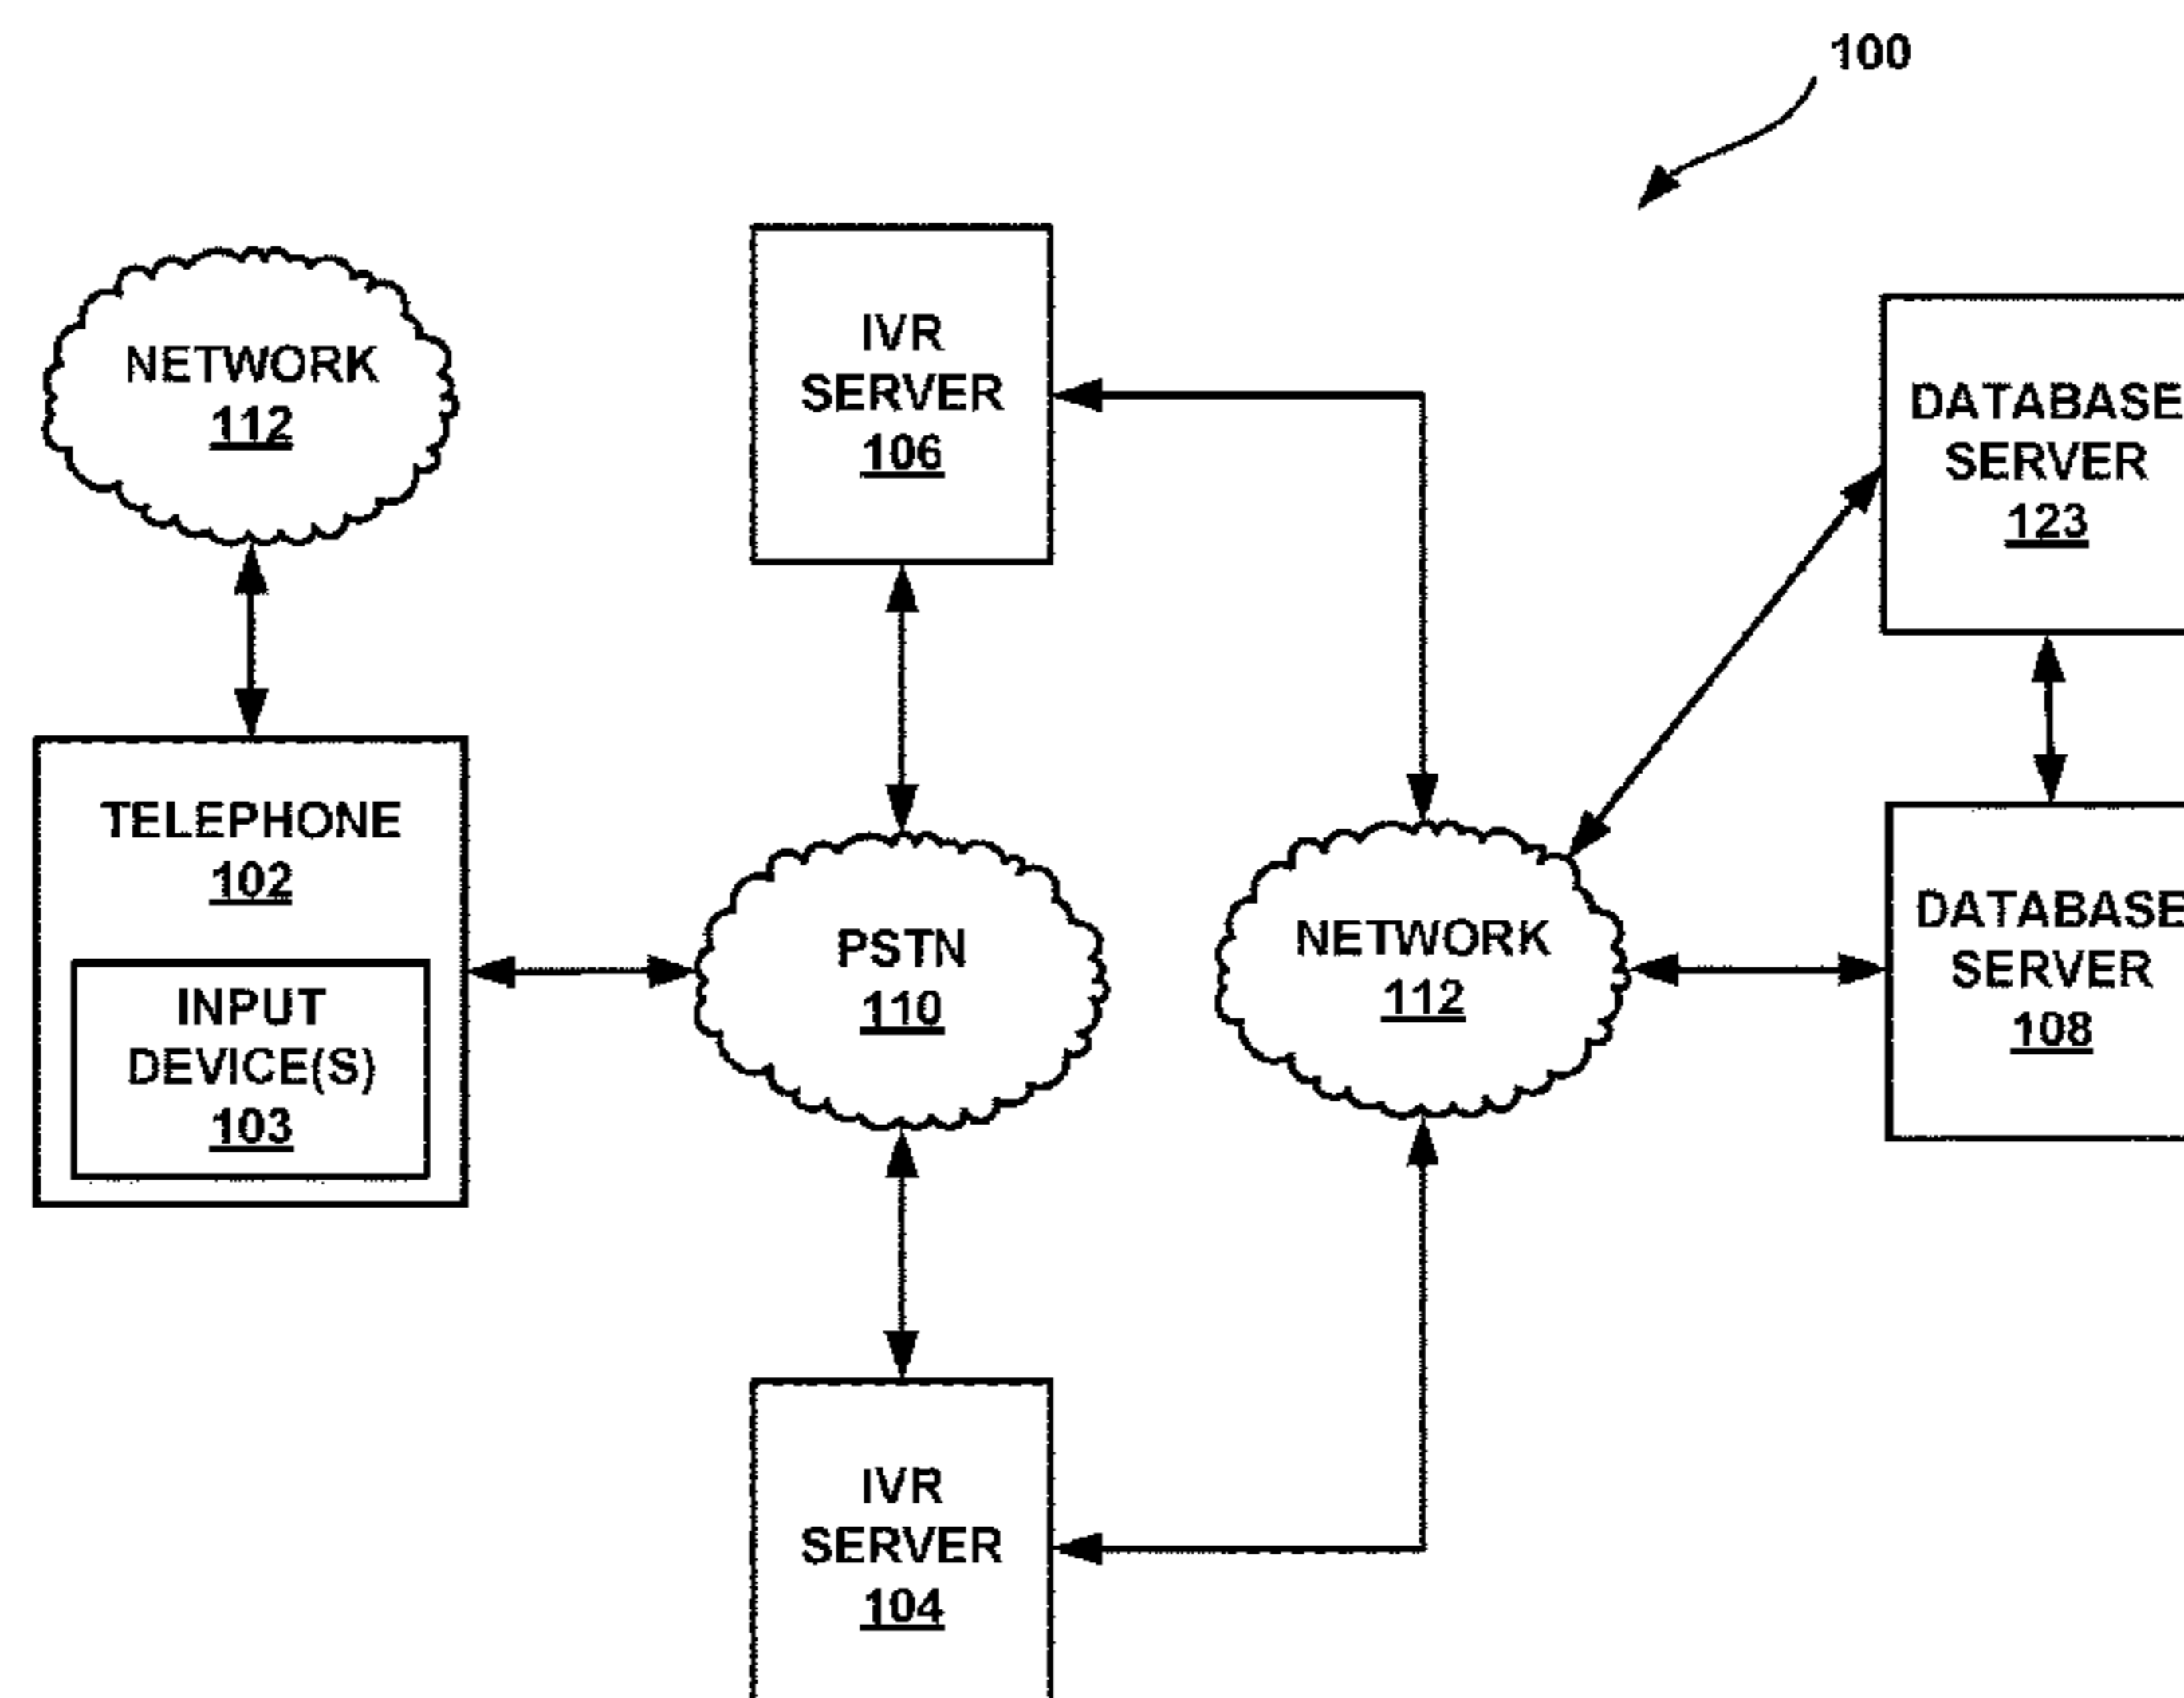 100
NETWORK
112
IVR
SERVER
106
DATABASE
SERVER
123
TELEPHONE
102
INPUT
DEVICE(S)
103
PSTN
110
NETWORK
112
DATABASE
SERVER
108
IVR
SERVER
104